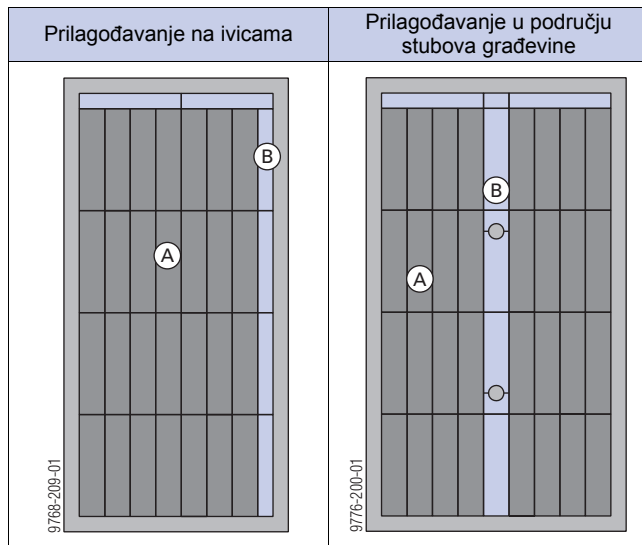 Prilagođavanje na ivicama
Prilagođavanje u području
stubova građevine
B
A
9768-209-01
B
A
9776-200-01